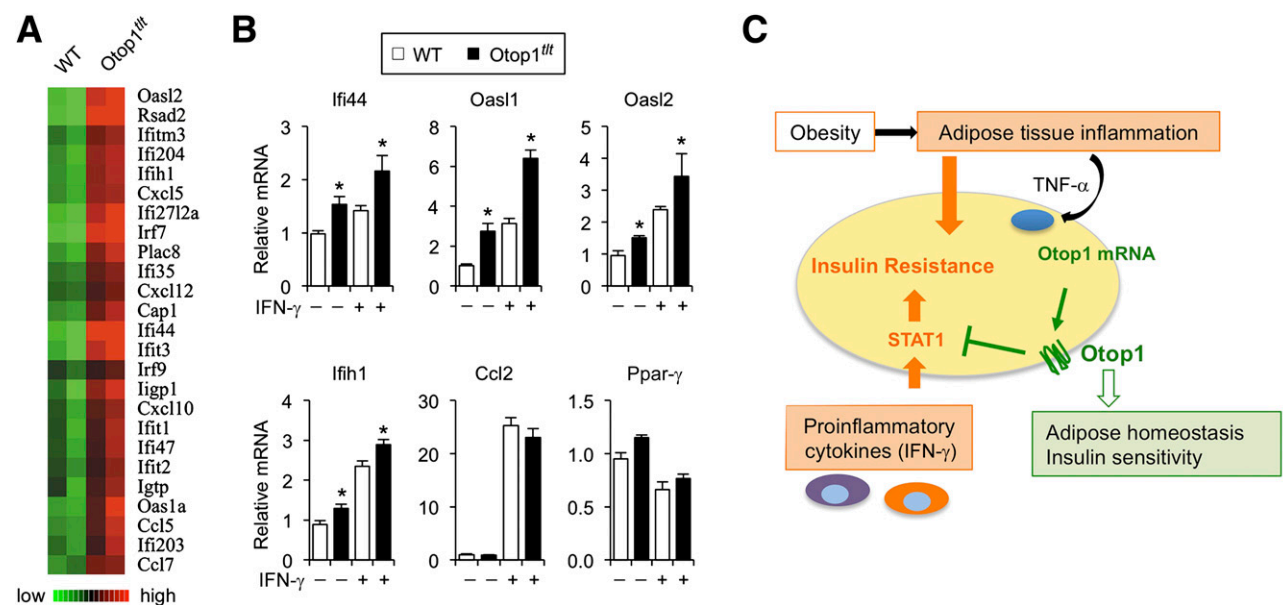 A
WT
Otop1tlt
Oasl2
Rsad2
Ifitm3
Ifi204
Ifih1
Cxcl5
Ifi27l2a
Irf7
Plac8
Ifi35
Cxcl12
Cap1
Ifi44
Ifit3
Irf9
Iigp1
Cxcl10
Ifit1
Ifi47
Ifit2
Igtp
Oas1a
Ccl5
Ifi203
Ccl7
low high
B
WT Otop1tlt
Ifi44
Relative mRNA
3
2
1
0
* *
IFN-γ − − + +
Oasl1
8
6
4
2
0
* *
− − + +
Oasl2
5
4
3
2
1
0
* *
− − + +
Ifih1
Relative mRNA
4
3
2
1
0
* *
IFN-γ − − + +
Ccl2
30
20
10
0
− − + +
Ppar-γ
1.5
1.0
0.5
0.0
− − + +
C
Obesity
Adipose tissue inflammation
TNF-α
Otop1 mRNA
Insulin Resistance
STAT1
Otop1
Proinflammatory
cytokines (IFN-γ)
Adipose homeostasis
Insulin sensitivity